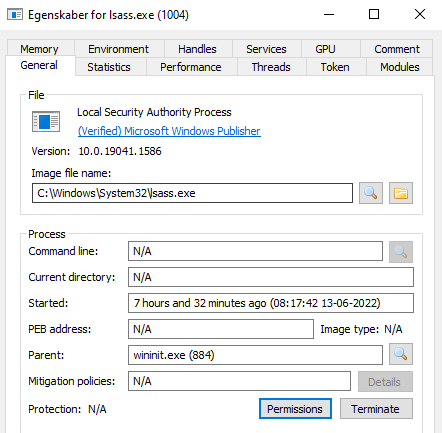 Egenskaber for lsass.exe (1004)
Memory Environment Handles Services GPU Comment
General Statistics Performance Threads Token Modules
File
Local Security Authority Process
(Verified) Microsoft Windows Publisher
Version: 10.0.19041.1586
Image file name:
C:\Windows\System32\lsass.exe
Process
Command line: N/A
Current directory: N/A
Started: 7 hours and 32 minutes ago (08:17:42 13-06-2022)
PEB address: N/A Image type: N/A
Parent: wininit.exe (884)
Mitigation policies: N/A Details
Protection: N/A Permissions Terminate